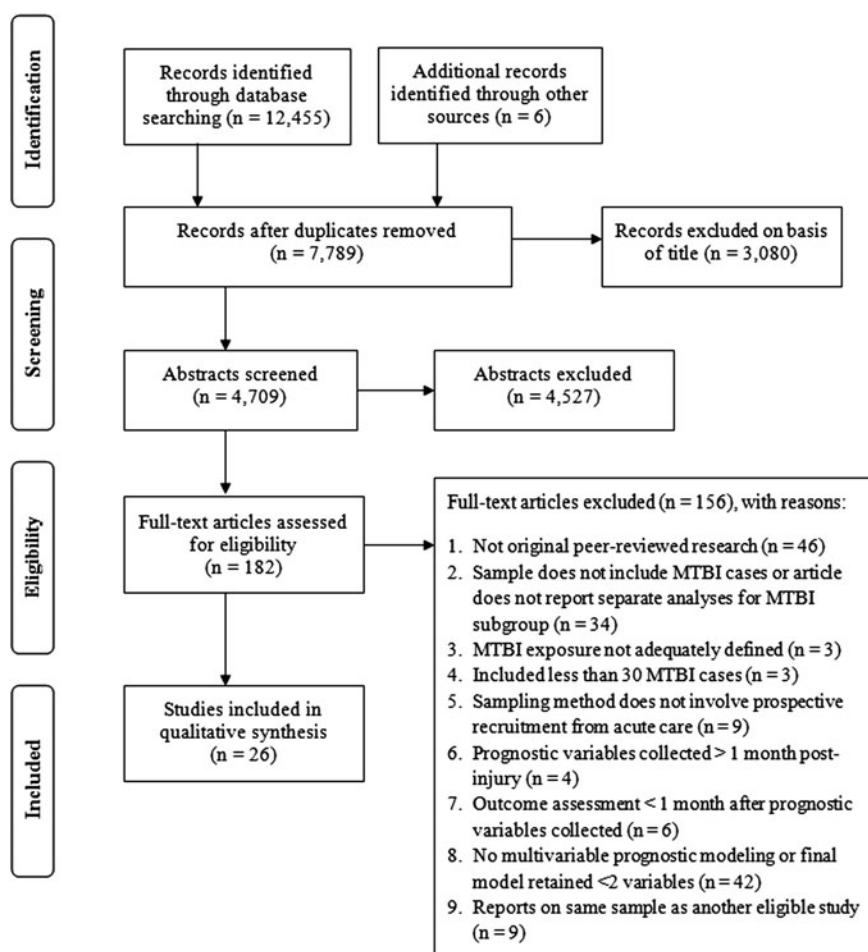 Identification
Records identified
through database
searching (n = 12,455)
Additional records
identified through other
sources (n = 6)
Records after duplicates removed
(n = 7,789)
Records excluded on basis
of title (n = 3,080)
Screening
Abstracts screened
(n = 4,709)
Abstracts excluded
(n = 4,527)
Eligibility
Full-text articles assessed
for eligibility
(n = 182)
Full-text articles excluded (n = 156), with reasons:
1. Not original peer-reviewed research (n = 46)
2. Sample does not include MTBI cases or article
does not report separate analyses for MTBI
subgroup (n = 34)
3. MTBI exposure not adequately defined (n = 3)
4. Included less than 30 MTBI cases (n = 3)
5. Sampling method does not involve prospective
recruitment from acute care (n = 9)
6. Prognostic variables collected > 1 month post-
injury (n = 4)
7. Outcome assessment < 1 month after prognostic
variables collected (n = 6)
8. No multivariable prognostic modeling or final
model retained <2 variables (n = 42)
9. Reports on same sample as another eligible study
(n = 9)
Included
Studies included in
qualitative synthesis
(n = 26)